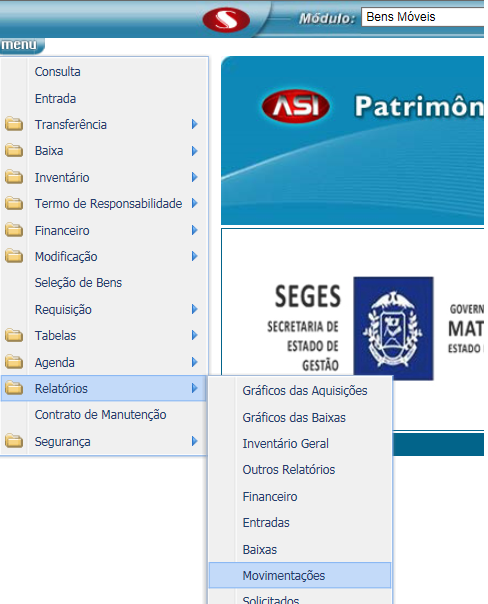 S
Módulo:
Bens Móveis
menu
Consulta
Entrada
Transferência
Baixa
Inventário
Termo de Responsabilidade
Financeiro
Modificação
Seleção de Bens
Requisição
Tabelas
Agenda
Relatórios
Contrato de Manutenção
Segurança
Gráficos das Aquisições
Gráficos das Baixas
Inventário Geral
Outros Relatórios
Financeiro
Entradas
Baixas
Movimentações
Solicitados
ASI
Patrimôn
SEGES
SECRETARIA DE
ESTADO DE
GESTÃO
GOVERN
MAT
ESTADO